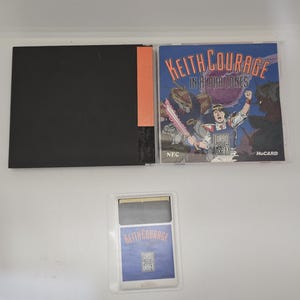 KEITH COURAGE
IN ALPHA ZONES
NEC
HuCARD
KEITH COURAGE